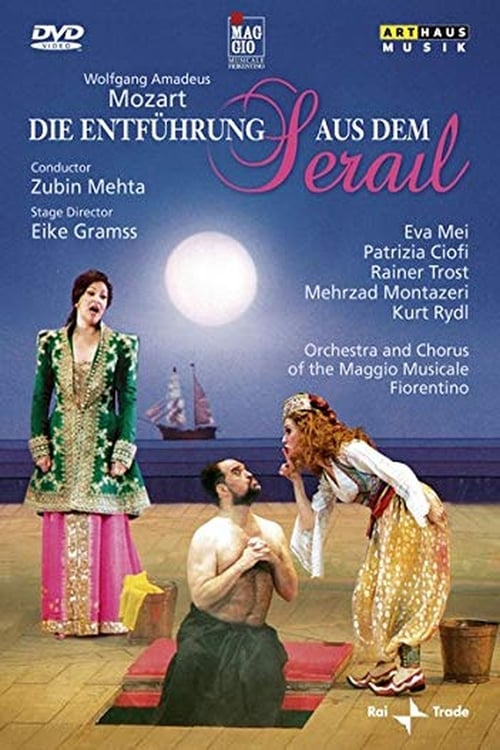 DVD
VIDEO
MAG
GIO
MUSICALE
FIORENTINO
ARTHAUS
MUSIK
Wolfgang Amadeus
Mozart
DIE ENTFÜHRUNG AUS DEM
Serail
Conductor
Zubin Mehta
Stage Director
Eike Gramss
Eva Mei
Patrizia Ciofi
Rainer Trost
Mehrzad Montazeri
Kurt Rydl
Orchestra and Chorus
of the Maggio Musicale
Fiorentino
Rai Trade